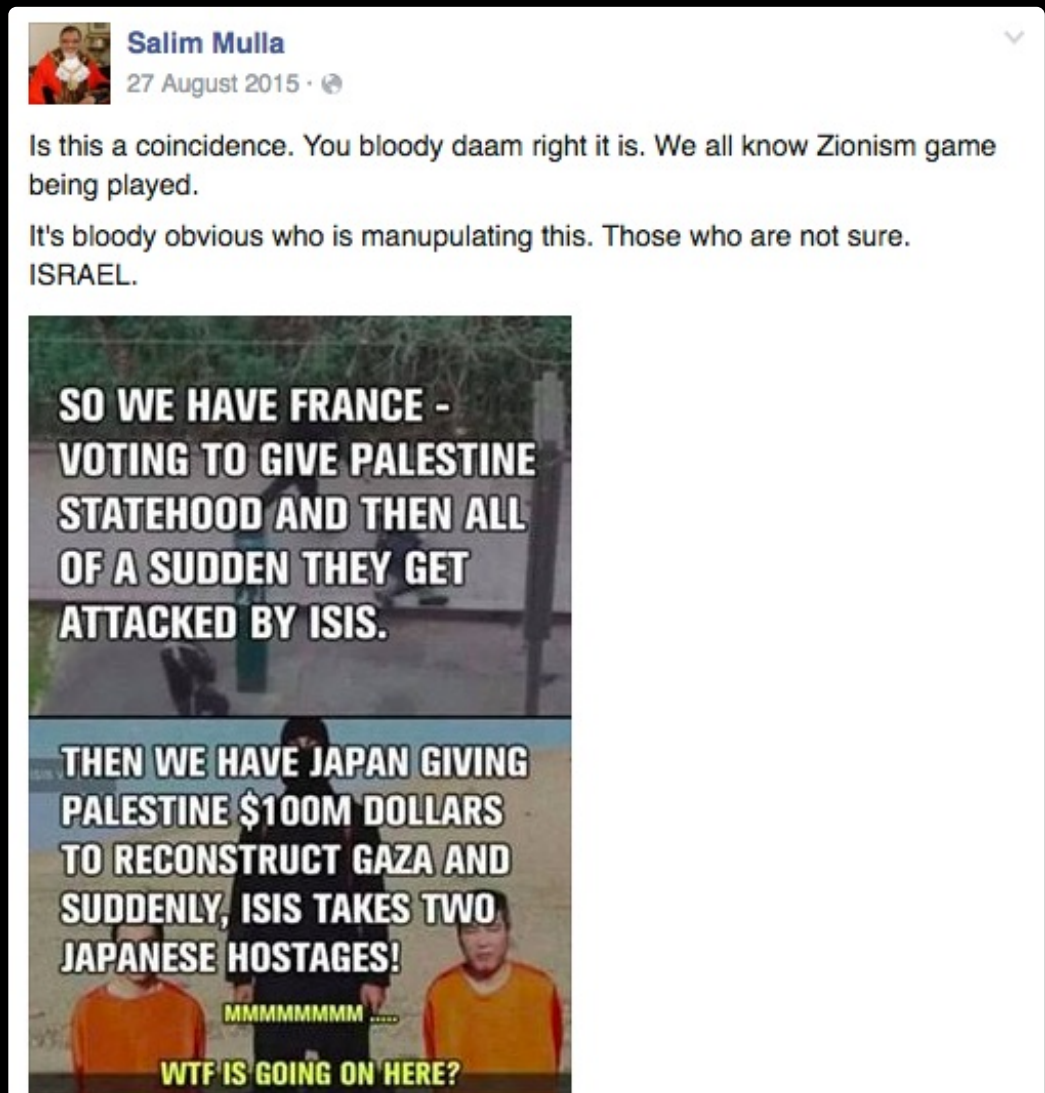 Salim Mulla
27 August 2015 ·
Is this a coincidence. You bloody daam right it is. We all know Zionism game
being played.
It's bloody obvious who is manupulating this. Those who are not sure.
ISRAEL.
SO WE HAVE FRANCE -
VOTING TO GIVE PALESTINE
STATEHOOD AND THEN ALL
OF A SUDDEN THEY GET
ATTACKED BY ISIS.
THEN WE HAVE JAPAN GIVING
PALESTINE $100M DOLLARS
TO RECONSTRUCT GAZA AND
SUDDENLY, ISIS TAKES TWO
JAPANESE HOSTAGES!
MMMMMMMM .....
WTF IS GOING ON HERE?